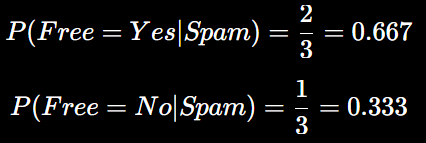 P(Free = Yes|Spam) = 2/3 = 0.667
P(Free = No|Spam) = 1/3 = 0.333